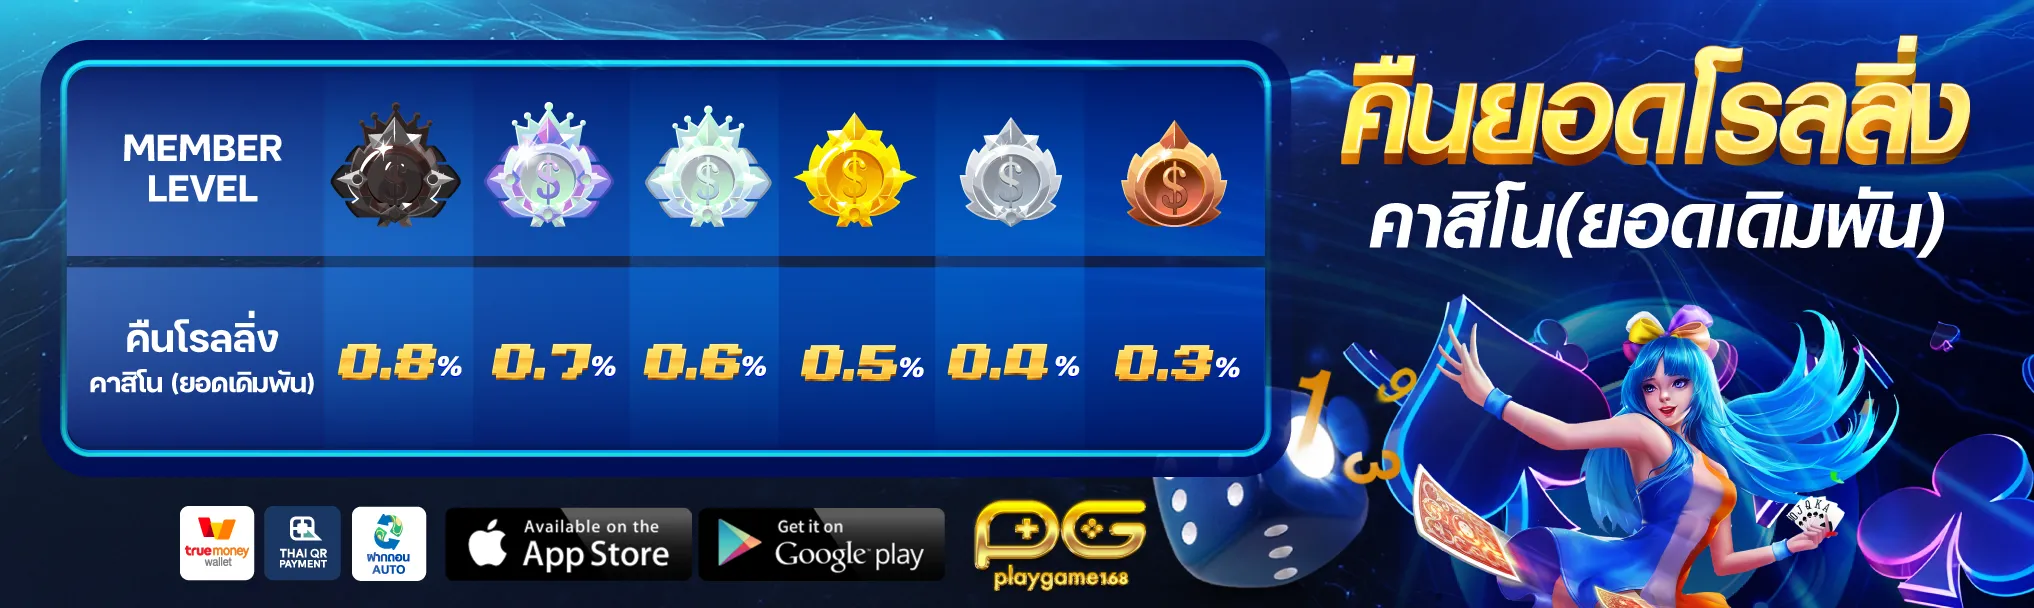 MEMBER
LEVEL
คืนโรลลิ่ง
คาสิโน (ยอดเดิมพัน)
0.8%
0.7%
0.6%
0.5%
0.4%
0.3%
คืนยอดโรลลิ่ง
คาสิโน(ยอดเดิมพัน)
truemoney
wallet
THAI QR
PAYMENT
ฝากถอน
AUTO
Available on the
App Store
Get it on
Google play
PG
playgame168
1
9
3
J Q K A